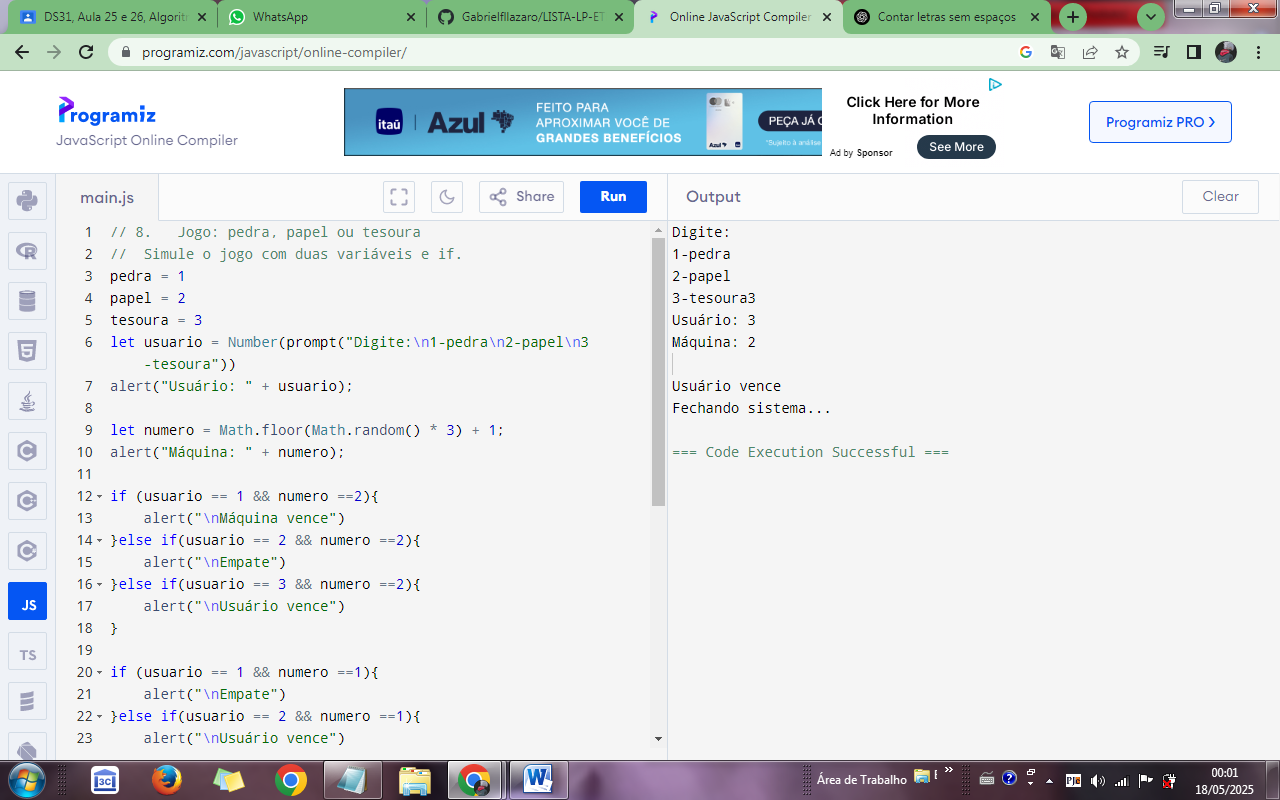 DS31, Aula 25 e 26, Algoritr
WhatsApp
Gabrielfllazaro/LISTA-LP-ET
Online JavaScript Compiler
Contar letras sem espaços
programiz.com/javascript/online-compiler/
Programiz
JavaScript Online Compiler
itaú
Azul
FEITO PARA
APROXIMAR VOCÊ DE
GRANDES BENEFÍCIOS
PEÇA JÁ
*Sujeito à análise
Click Here for More
Information
Ad by Sponsor
See More
Programiz PRO
main.js
Share
Run
Output
Clear
1 // 8.   Jogo: pedra, papel ou tesoura
2 //  Simule o jogo com duas variáveis e if.
3 pedra = 1
4 papel = 2
5 tesoura = 3
6 let usuario = Number(prompt("Digite:\n1-pedra\n2-papel\n3
-tesoura"))
7 alert("Usuário: " + usuario);
8
9 let numero = Math.floor(Math.random() * 3) + 1;
10 alert("Máquina: " + numero);
11
12 if (usuario == 1 && numero ==2){
13     alert("\nMáquina vence")
14 }else if(usuario == 2 && numero ==2){
15     alert("\nEmpate")
16 }else if(usuario == 3 && numero ==2){
17     alert("\nUsuário vence")
18 }
19
20 if (usuario == 1 && numero ==1){
21     alert("\nEmpate")
22 }else if(usuario == 2 && numero ==1){
23     alert("\nUsuário vence")
Digite:
1-pedra
2-papel
3-tesoura3
Usuário: 3
Máquina: 2
Usuário vence
Fechando sistema...
=== Code Execution Successful ===
JS
TS
3C
Área de Trabalho
00:01
18/05/2025